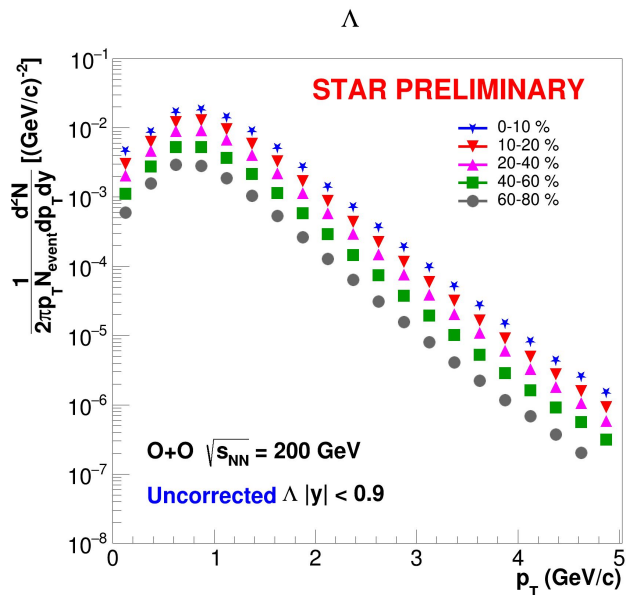 Λ
STAR PRELIMINARY
0-10 %
10-20 %
20-40 %
40-60 %
60-80 %
1/(2πp_T N_event) d²N/(dp_T dy) [(GeV/c)⁻²]
10⁻¹
10⁻²
10⁻³
10⁻⁴
10⁻⁵
10⁻⁶
10⁻⁷
10⁻⁸
O+O √s_NN = 200 GeV
Uncorrected Λ |y| < 0.9
0 1 2 3 4 5
p_T (GeV/c)